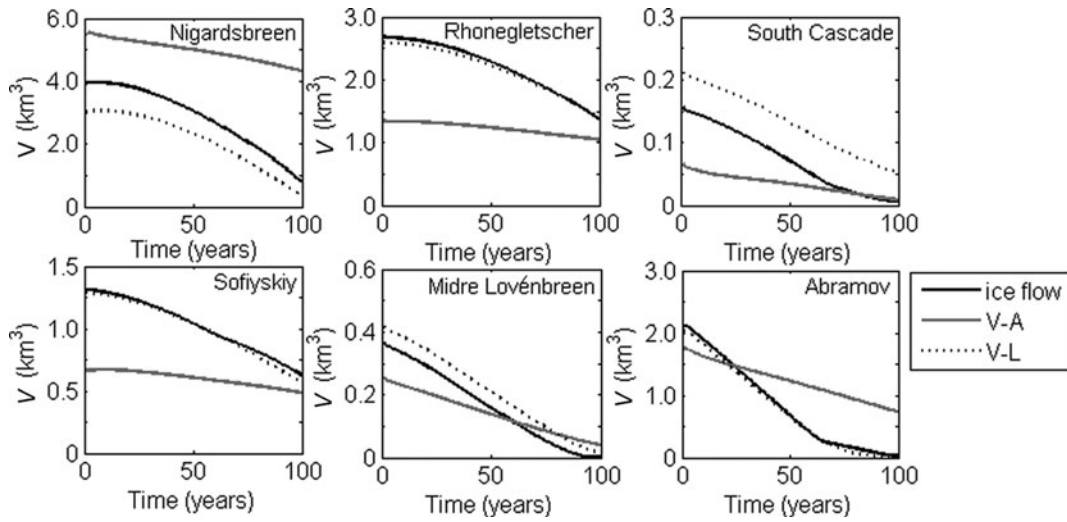 Nigardsbreen
V (km³)
6.0
4.0
2.0
0
0 50 100
Time (years)
Rhonegletscher
V (km³)
3.0
2.0
1.0
0
0 50 100
Time (years)
South Cascade
V (km³)
0.3
0.2
0.1
0
0 50 100
Time (years)
Sofiyskiy
V (km³)
1.5
1.0
0.5
0.0
0 50 100
Time (years)
Midre Lovénbreen
V (km³)
0.6
0.4
0.2
0
0 50 100
Time (years)
Abramov
V (km³)
3.0
2.0
1.0
0
0 50 100
Time (years)
ice flow
V-A
V-L